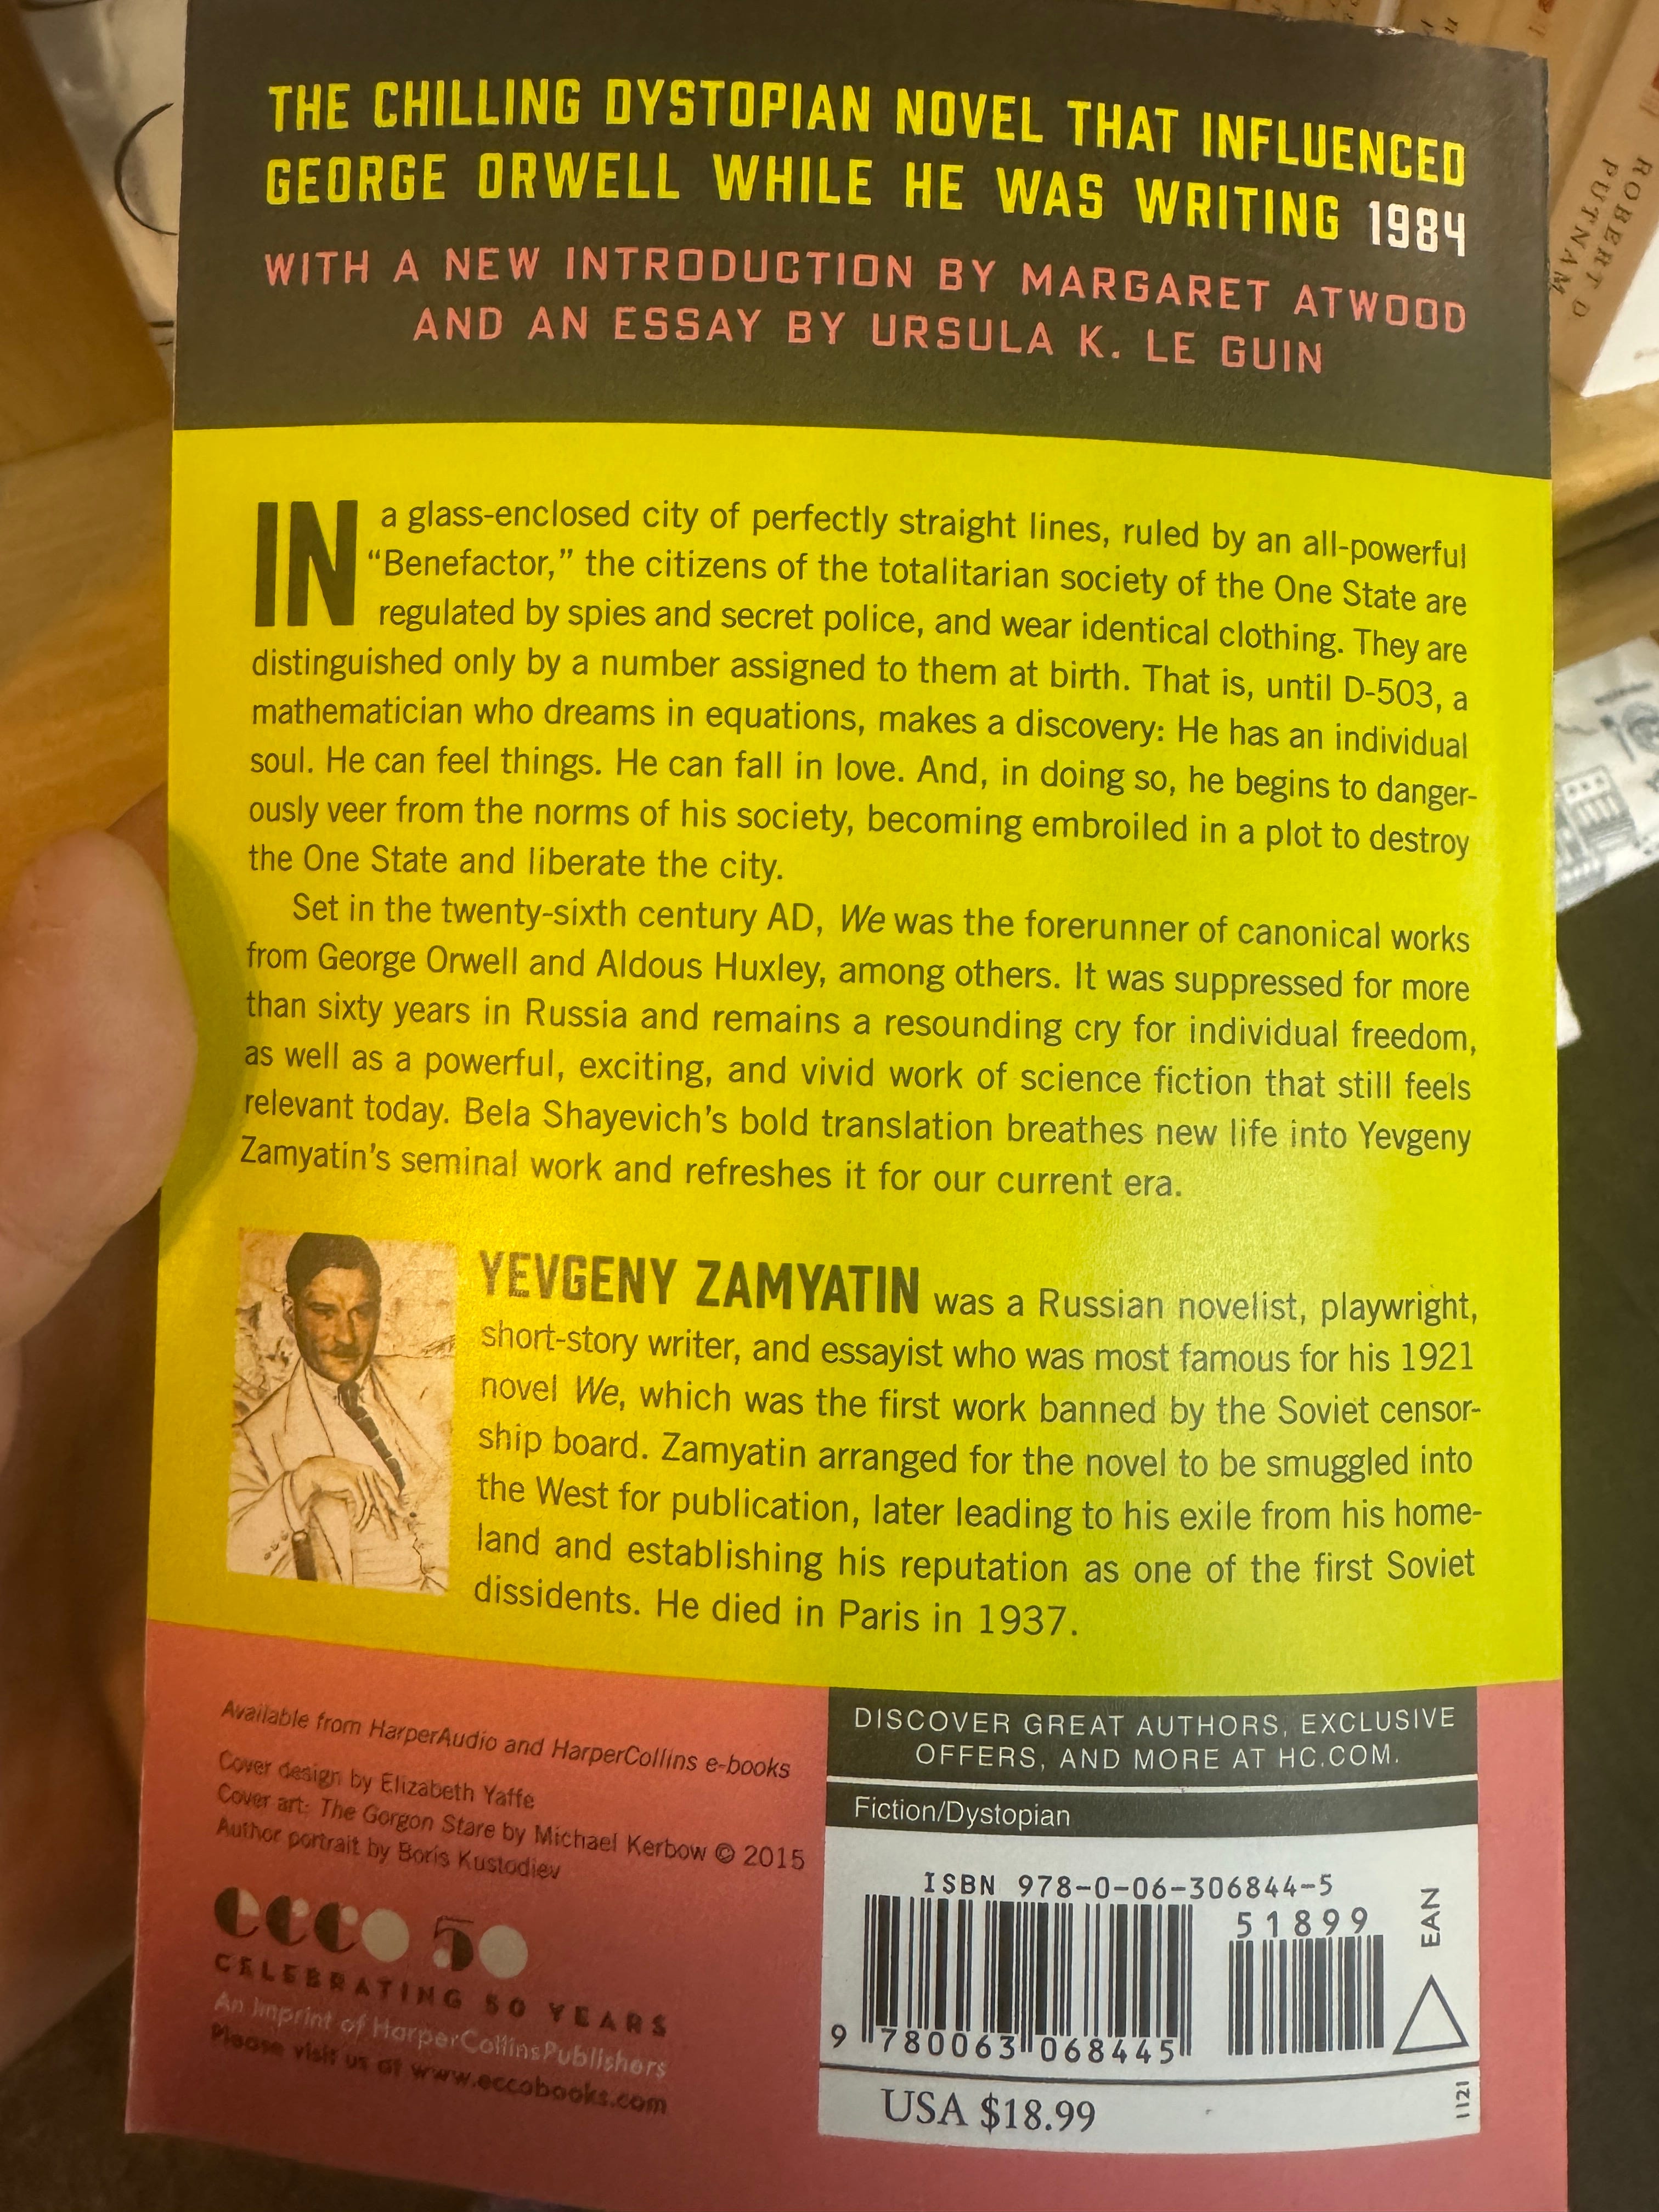 THE CHILLING DYSTOPIAN NOVEL THAT INFLUENCED
GEORGE ORWELL WHILE HE WAS WRITING 1984
WITH A NEW INTRODUCTION BY MARGARET ATWOOD
AND AN ESSAY BY URSULA K. LE GUIN
IN a glass-enclosed city of perfectly straight lines, ruled by an all-powerful
“Benefactor,” the citizens of the totalitarian society of the One State are
regulated by spies and secret police, and wear identical clothing. They are
distinguished only by a number assigned to them at birth. That is, until D-503, a
mathematician who dreams in equations, makes a discovery: He has an individual
soul. He can feel things. He can fall in love. And, in doing so, he begins to danger-
ously veer from the norms of his society, becoming embroiled in a plot to destroy
the One State and liberate the city.
Set in the twenty-sixth century AD, We was the forerunner of canonical works
from George Orwell and Aldous Huxley, among others. It was suppressed for more
than sixty years in Russia and remains a resounding cry for individual freedom,
as well as a powerful, exciting, and vivid work of science fiction that still feels
relevant today. Bela Shayevich’s bold translation breathes new life into Yevgeny
Zamyatin’s seminal work and refreshes it for our current era.
YEVGENY ZAMYATIN was a Russian novelist, playwright,
short-story writer, and essayist who was most famous for his 1921
novel We, which was the first work banned by the Soviet censor-
ship board. Zamyatin arranged for the novel to be smuggled into
the West for publication, later leading to his exile from his home-
land and establishing his reputation as one of the first Soviet
dissidents. He died in Paris in 1937.
Available from HarperAudio and HarperCollins e-books
Cover design by Elizabeth Yaffe
Cover art: The Gorgon Stare by Michael Kerbow © 2015
Author portrait by Boris Kustodiev
ecco 50
CELEBRATING 50 YEARS
An Imprint of HarperCollinsPublishers
Please visit us at www.eccobooks.com
DISCOVER GREAT AUTHORS, EXCLUSIVE
OFFERS, AND MORE AT HC.COM.
Fiction/Dystopian
ISBN 978-0-06-306844-5
51899
EAN
9 780063 068445
USA $18.99
1121
ROBERT D.
PUTNAM